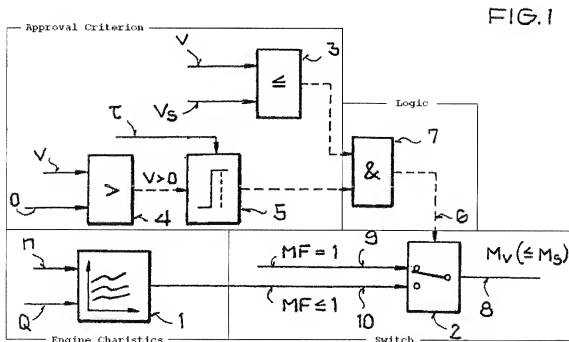 FIG.1
Approval Criterion
V
3
Vs
≤
τ
Logic
7
V
V>0
>
&
0
4
5
6
n
MF=1
9
Mv (≤Ms)
MF≤1
8
Q
1
10
2
Engine Charistics
Switch